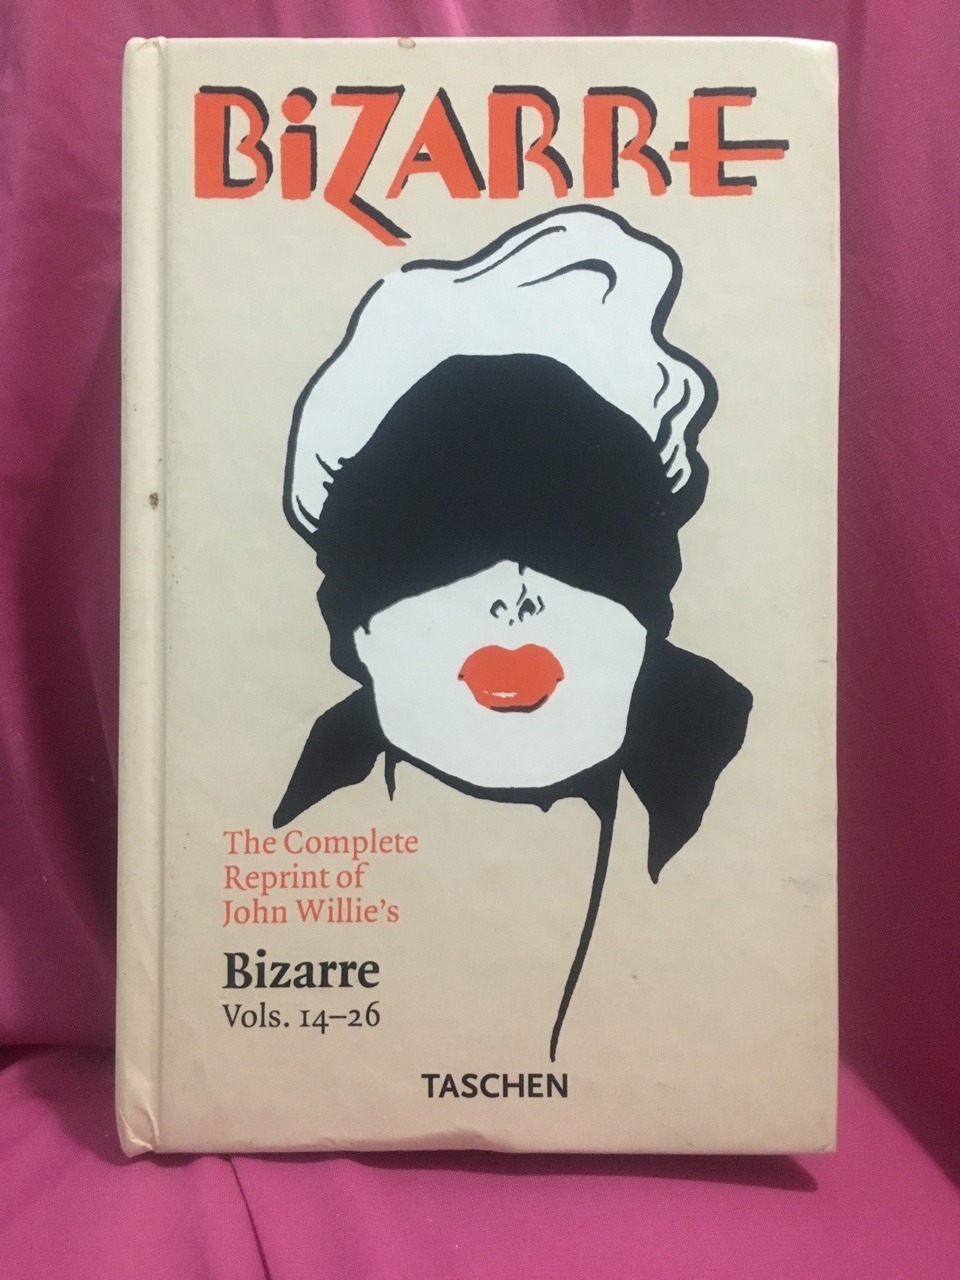 BiZARRE
The Complete
Reprint of
John Willie's
Bizarre
Vols. 14–26
TASCHEN